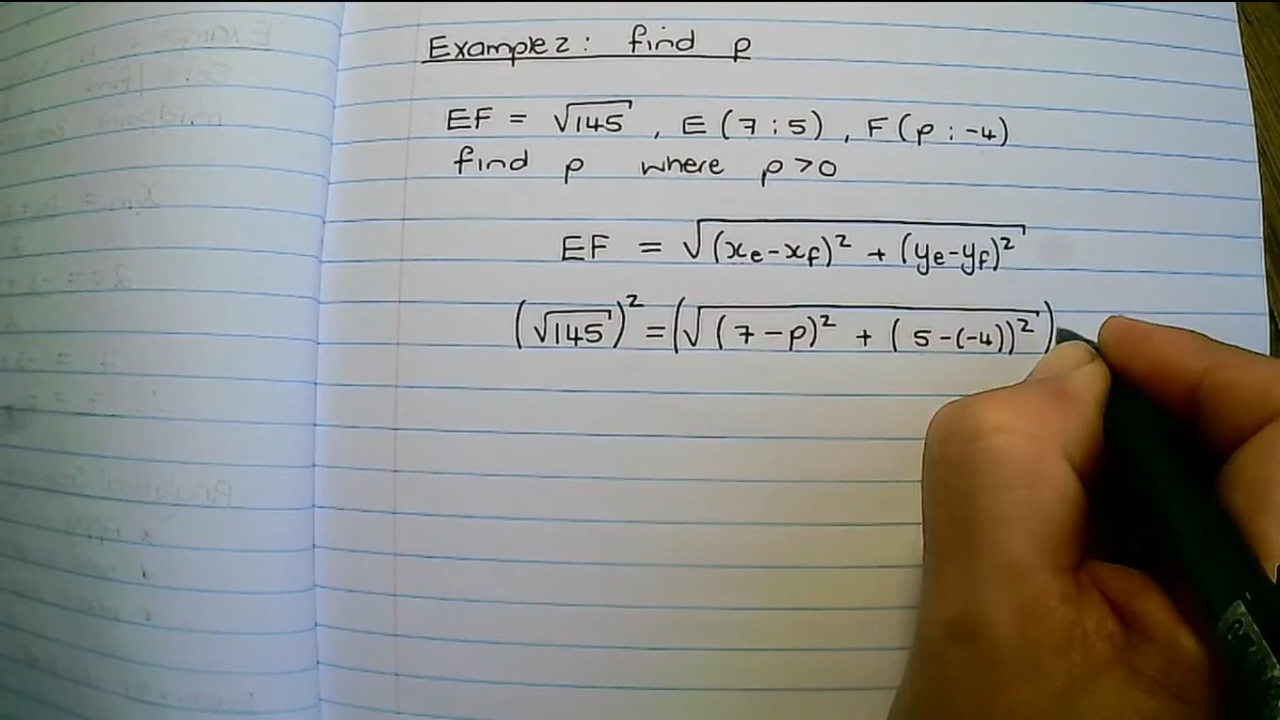 Example 2 : find p
EF = √145 , E (7 ; 5) , F (p ; -4)
find p where p > 0
EF = √(xe - xf)² + (ye - yf)²
(√145)² = (√(7 - p)² + (5 - (-4))²)